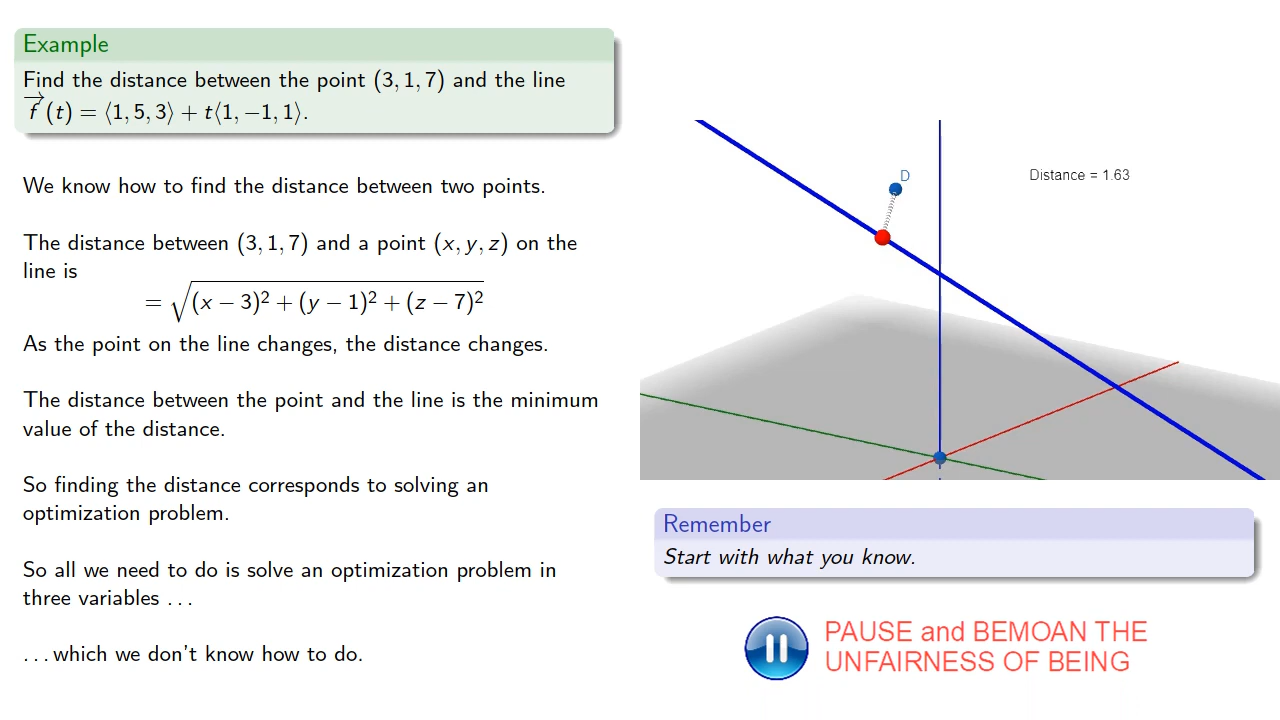 Example
Find the distance between the point (3, 1, 7) and the line
f⃗ (t) = ⟨1, 5, 3⟩ + t⟨1, −1, 1⟩.
We know how to find the distance between two points.
The distance between (3, 1, 7) and a point (x, y, z) on the
line is
= √((x − 3)² + (y − 1)² + (z − 7)²)
As the point on the line changes, the distance changes.
The distance between the point and the line is the minimum
value of the distance.
So finding the distance corresponds to solving an
optimization problem.
So all we need to do is solve an optimization problem in
three variables . . .
. . . which we don't know how to do.
D
Distance = 1.63
Remember
Start with what you know.
PAUSE and BEMOAN THE
UNFAIRNESS OF BEING